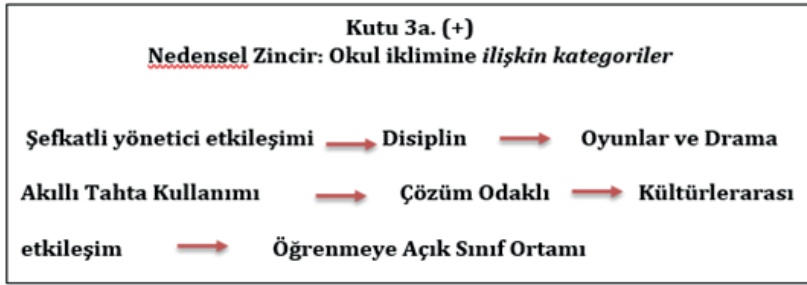 Kutu 3a. (+)
Nedensel Zincir: Okul iklimine ilişkin kategoriler
Şefkatli yönetici etkileşimi → Disiplin → Oyunlar ve Drama
Akıllı Tahta Kullanımı → Çözüm Odaklı → Kültürlerarası
etkileşim → Öğrenmeye Açık Sınıf Ortamı